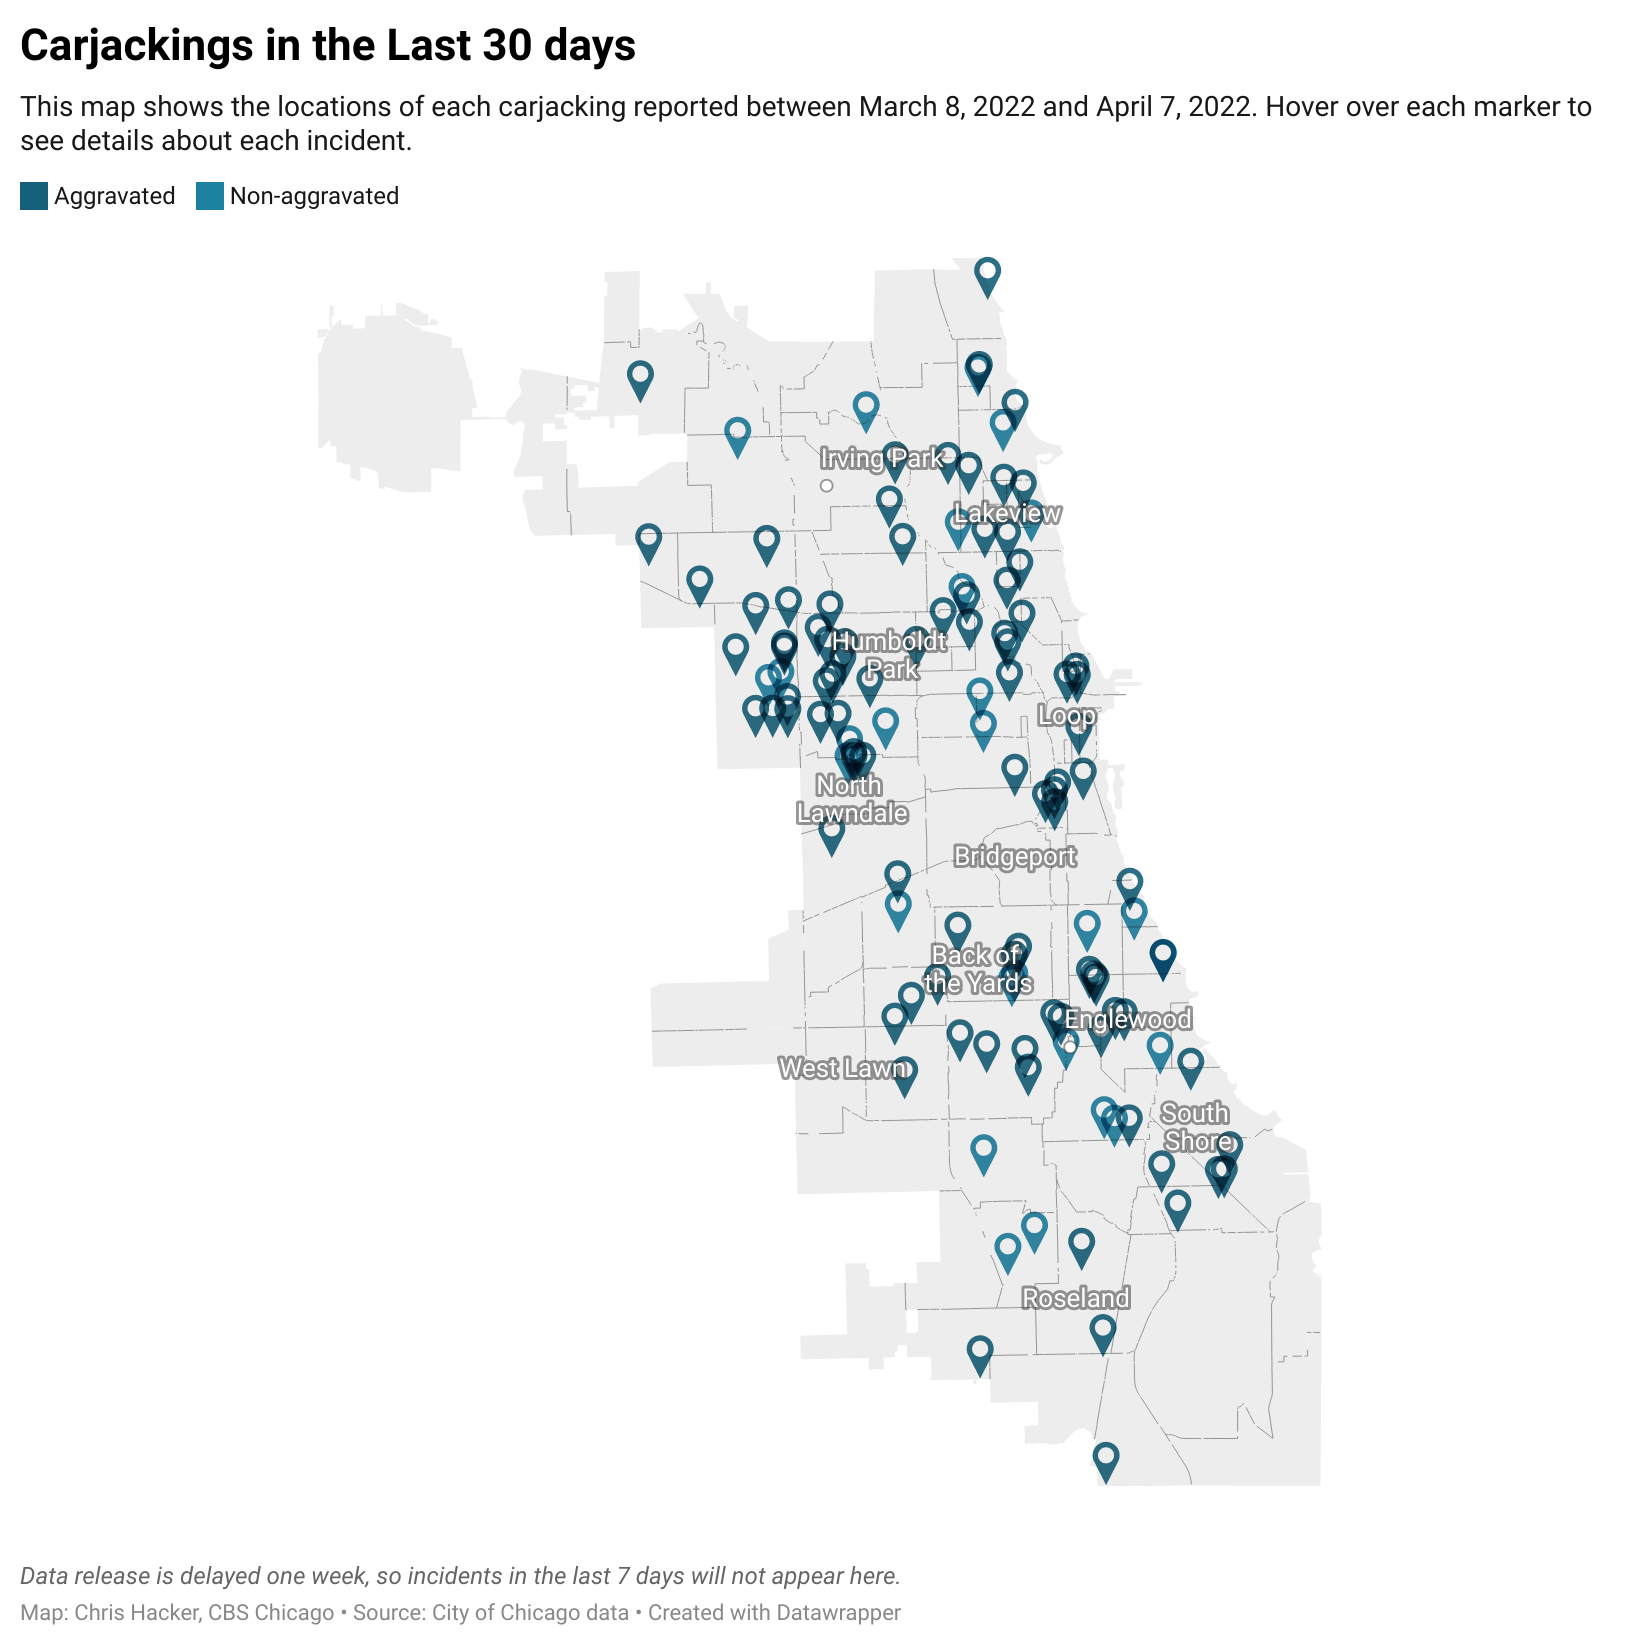 Carjackings in the Last 30 days
This map shows the locations of each carjacking reported between March 8, 2022 and April 7, 2022. Hover over each marker to
see details about each incident.
Aggravated Non-aggravated
Irving Park
Lakeview
Humboldt
Park
Loop
North
Lawndale
Bridgeport
Back of
the Yards
Englewood
West Lawn
South
Shore
Roseland
Data release is delayed one week, so incidents in the last 7 days will not appear here.
Map: Chris Hacker, CBS Chicago • Source: City of Chicago data • Created with Datawrapper